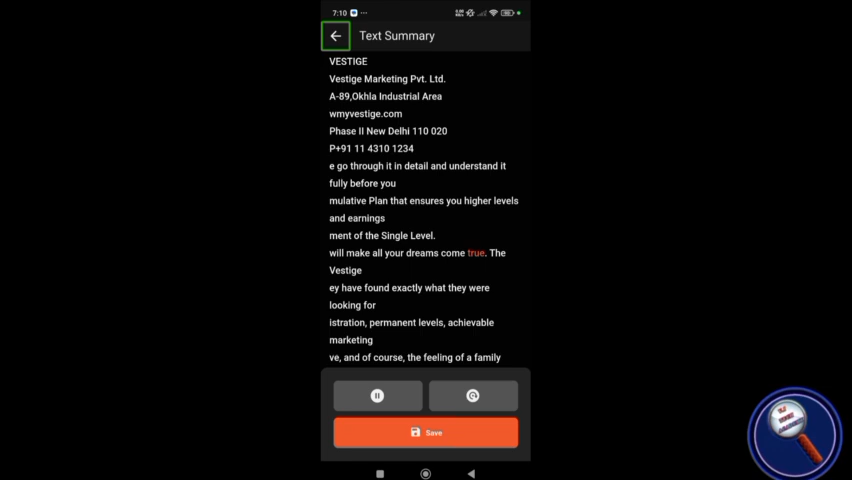 7:10
Text Summary
VESTIGE
Vestige Marketing Pvt. Ltd.
A-89,Okhla Industrial Area
wmyvestige.com
Phase II New Delhi 110 020
P+91 11 4310 1234
e go through it in detail and understand it
fully before you
mulative Plan that ensures you higher levels
and earnings
ment of the Single Level.
will make all your dreams come true. The
Vestige
ey have found exactly what they were
looking for
istration, permanent levels, achievable
marketing
ve, and of course, the feeling of a family
Save